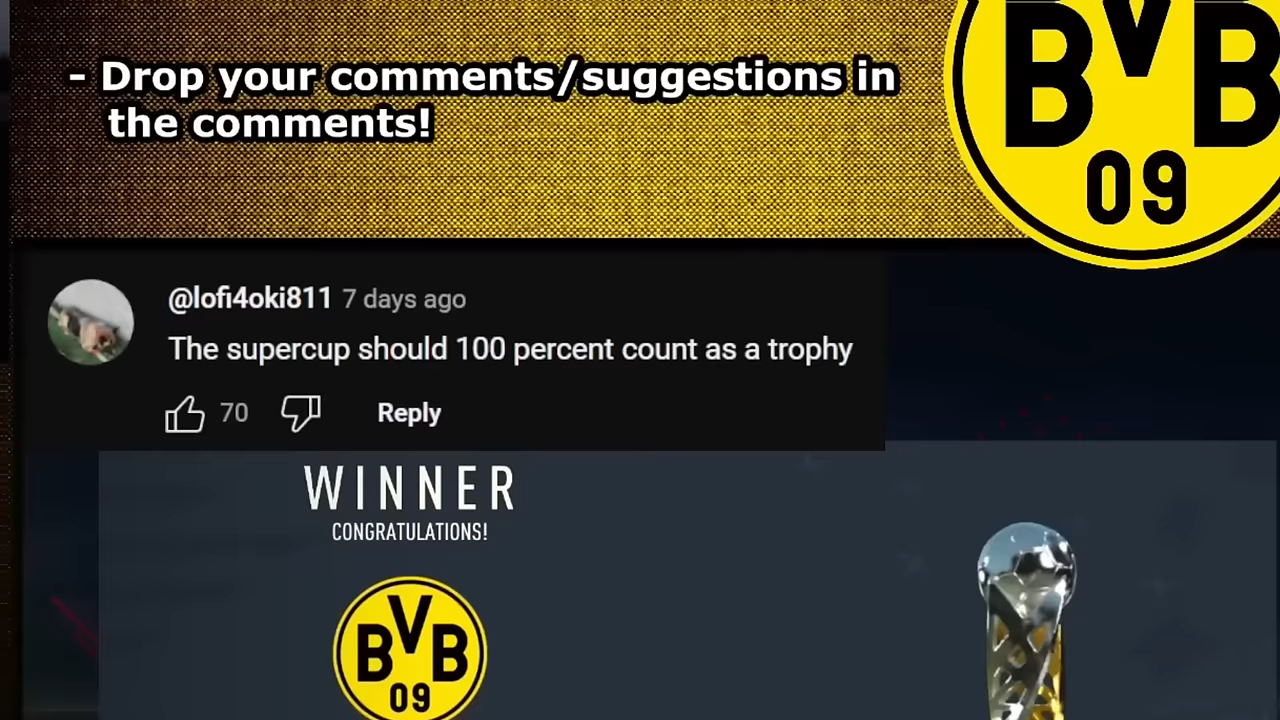 - Drop your comments/suggestions in
the comments!
BVB
09
@lofi4oki811 7 days ago
The supercup should 100 percent count as a trophy
70 Reply
WINNER
CONGRATULATIONS!
BVB
09